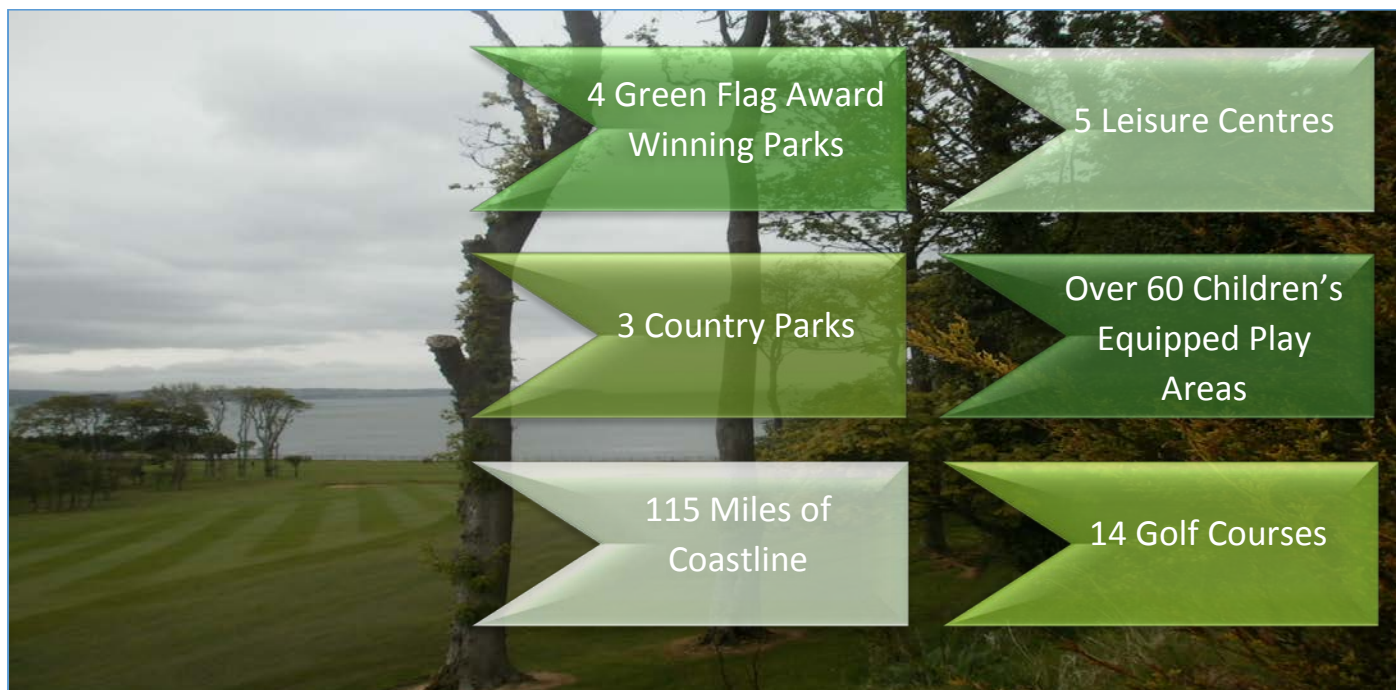 4 Green Flag Award
Winning Parks
5 Leisure Centres
3 Country Parks
Over 60 Children’s
Equipped Play
Areas
115 Miles of
Coastline
14 Golf Courses